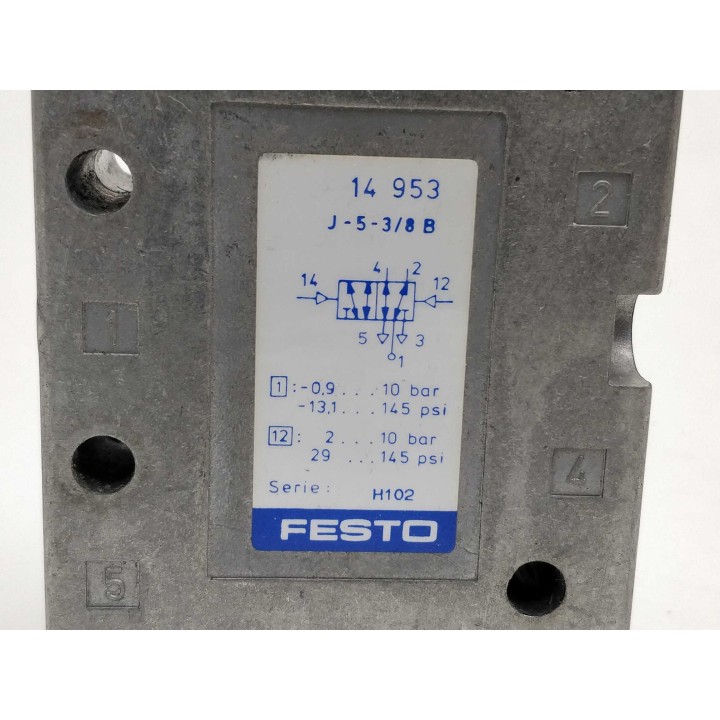 14 953
J-5-3/8 B
4 2
14 12
5 3
1
1 :-0,9 ... 10 bar
-13,1 ... 145 psi
12 : 2 ... 10 bar
29 ... 145 psi
Serie: H102
FESTO
2
1
4
5